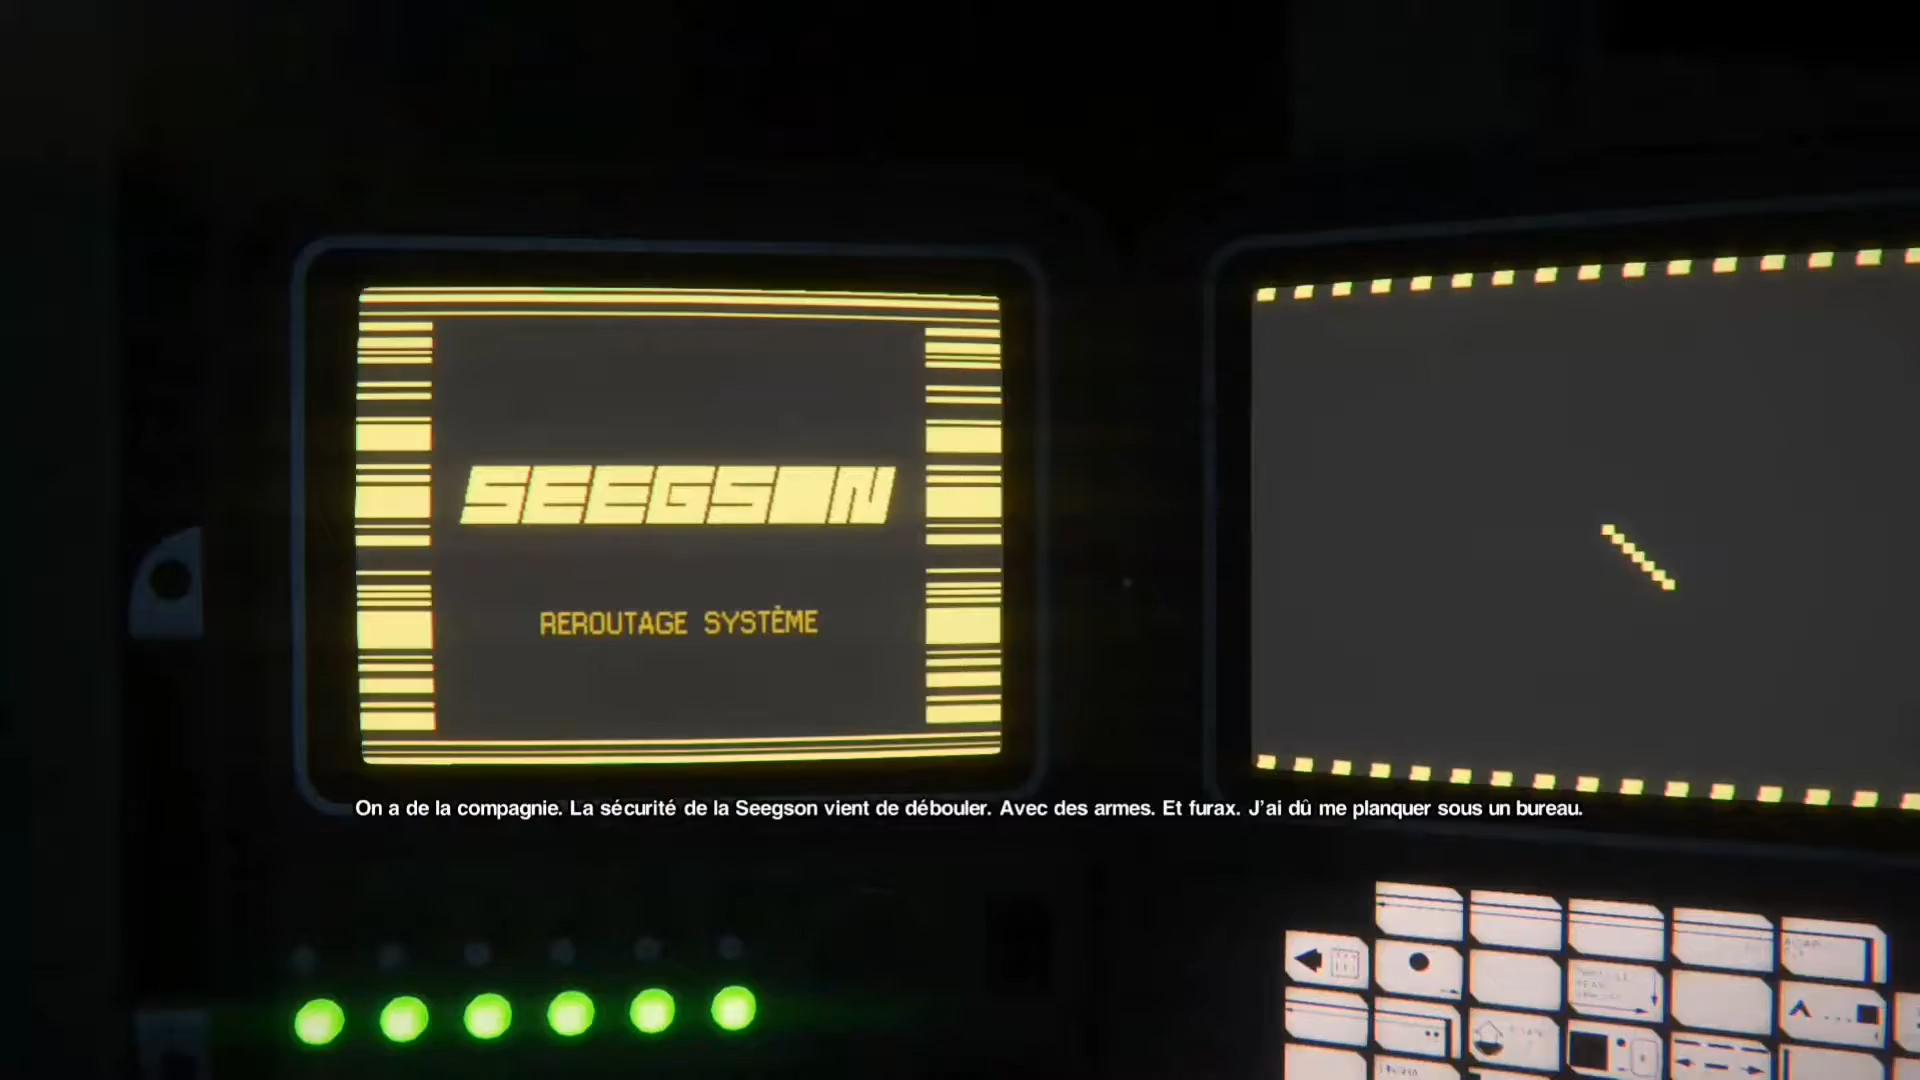 SEEGSON
REROUTAGE SYSTÈME
On a de la compagnie. La sécurité de la Seegson vient de débouler. Avec des armes. Et furax. J'ai dû me planquer sous un bureau.